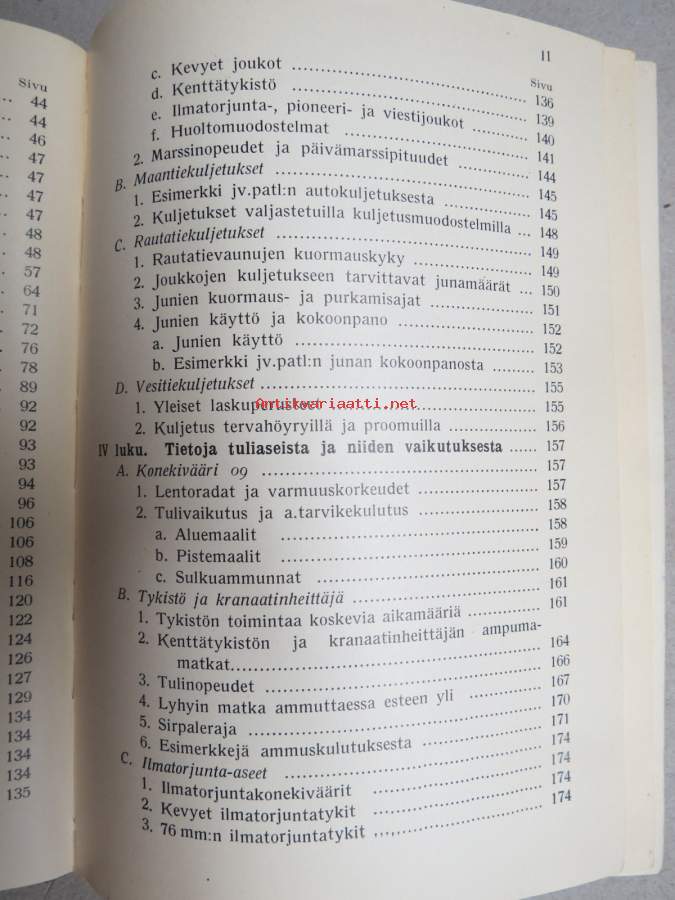 Sivu
44
44
46
47
47
47
47
48
48
57
64
71
72
76
78
89
92
92
93
93
94
96
106
106
108
116
120
122
124
126
127
129
134
134
134
134
135
11
Sivu
c. Kevyet joukot ........ 136
d. Kenttätykistö ........ 139
e. Ilmatorjunta-, pioneeri- ja viestijoukot ........ 140
f. Huoltomuodostelmat ........ 141
2. Marssinopeudet ja päivämarssipituudet ........ 144
B. Maantiekuljetukset ........ 145
1. Esimerkki jv.patl:n autokuljetuksesta ........ 145
2. Kuljetukset valjastetuilla kuljetusmuodostelmilla ... 148
C. Rautatiekuljetukset ........ 149
1. Rautatievaunujen kuormauskyky ........ 149
2. Joukkojen kuljetukseen tarvittavat junamäärät ... 150
3. Junien kuormaus- ja purkamisajat ........ 151
4. Junien käyttö ja kokoonpano ........ 152
a. Junien käyttö ........ 152
b. Esimerkki jv.patl:n junan kokoonpanosta ........ 153
D. Vesitiekuljetukset ........ 155
Antikvariaatti.net
1. Yleiset laskuperusteet ........ 155
2. Kuljetus tervahöyryillä ja proomuilla ........ 156
IV luku. Tietoja tuliaseista ja niiden vaikutuksesta ...... 157
A. Konekivääri 09 ........ 157
1. Lentoradat ja varmuuskorkeudet ........ 157
2. Tulivaikutus ja a.tarvikekulutus ........ 158
a. Aluemaalit ........ 158
b. Pistemaalit ........ 159
c. Sulkuammunnat ........ 160
B. Tykistö ja kranaatinheittäjä ........ 161
1. Tykistön toimintaa koskevia aikamääriä ........ 161
2. Kenttätykistön ja kranaatinheittäjän ampuma-
matkat ........ 164
3. Tulinopeudet ........ 166
4. Lyhyin matka ammuttaessa esteen yli ........ 167
5. Sirpaleraja ........ 170
6. Esimerkkejä ammuskulutuksesta ........ 171
C. Ilmatorjunta-aseet ........ 174
1. Ilmatorjuntakonekiväärit ........ 174
2. Kevyet ilmatorjuntatykit ........ 174
3. 76 mm:n ilmatorjuntatykit ........ 174